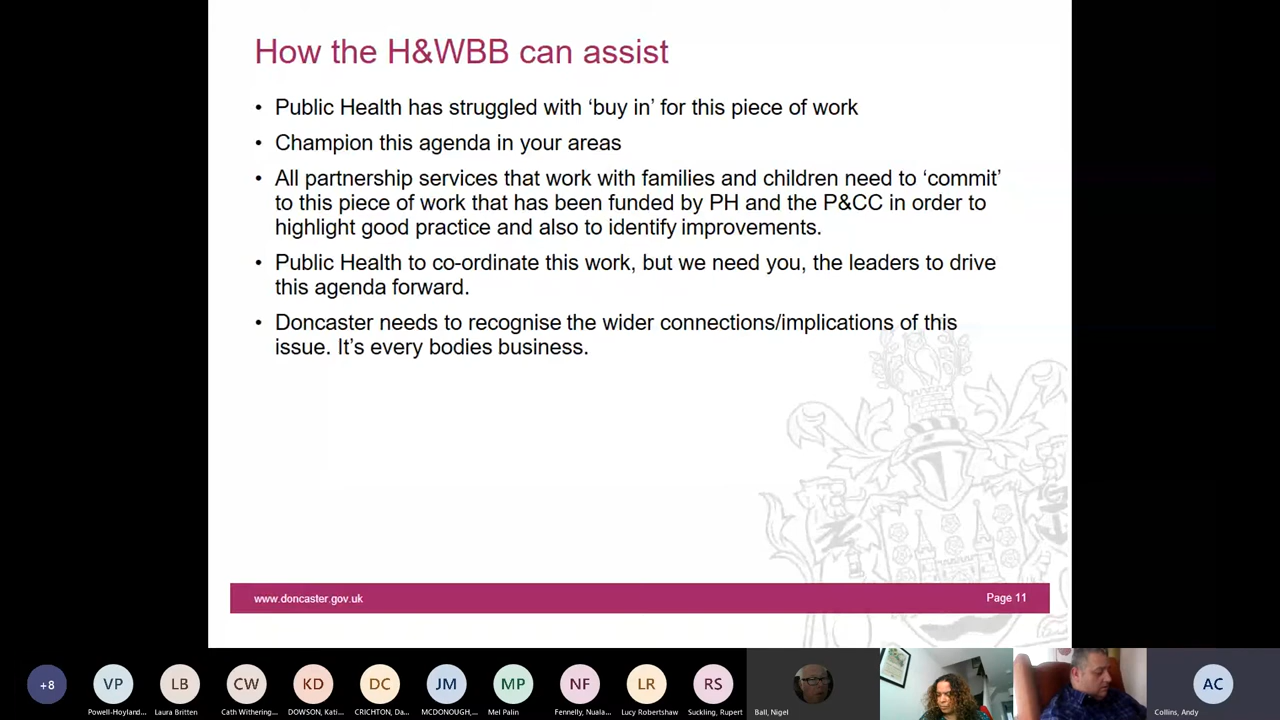 How the H&WBB can assist
• Public Health has struggled with ‘buy in’ for this piece of work
• Champion this agenda in your areas
• All partnership services that work with families and children need to ‘commit’
to this piece of work that has been funded by PH and the P&CC in order to
highlight good practice and also to identify improvements.
• Public Health to co-ordinate this work, but we need you, the leaders to drive
this agenda forward.
• Doncaster needs to recognise the wider connections/implications of this
issue. It’s every bodies business.
www.doncaster.gov.uk
Page 11
+8
VP
LB
CW
KD
DC
JM
MP
NF
LR
RS
AC
Powell-Hoylan...
Laura Britten
Cath Withering...
DOWSON, Kati...
CRICHTON, Da...
MCDONOUGH,...
Mel Palin
Fennelly, Nuala...
Lucy Robertshaw
Suckling, Rupert
Ball, Nigel
Collins, Andy